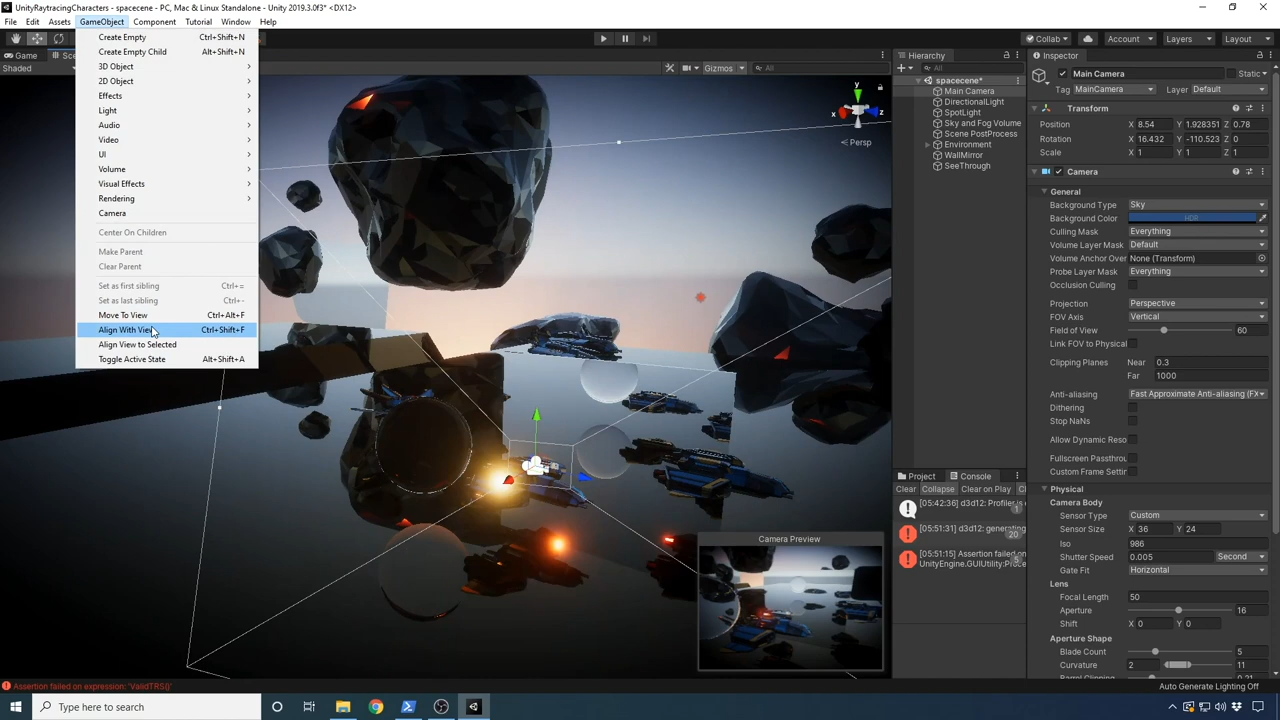 UnityRaytracingCharacters - spacecene - PC, Mac & Linux Standalone - Unity 2019.3.0f3* <DX12>
File Edit Assets GameObject Component Tutorial Window Help
Collab Account Layers Layout
Game
Shaded
Gizmos All
Create Empty Ctrl+Shift+N
Create Empty Child Alt+Shift+N
3D Object
2D Object
Effects
Light
Audio
Video
UI
Volume
Visual Effects
Rendering
Camera
Center On Children
Make Parent
Clear Parent
Set as first sibling Ctrl+=
Set as last sibling Ctrl+-
Move To View Ctrl+Alt+F
Align With View Ctrl+Shift+F
Align View to Selected
Toggle Active State Alt+Shift+A
y
x z
Persp
Camera Preview
Hierarchy
All
spacecene*
Main Camera
DirectionalLight
SpotLight
Sky and Fog Volume
Scene PostProcess
Environment
WallMirror
SeeThrough
Project Console
Clear Collapse Clear on Play
[05:42:36] d3d12: Profiler is
1
[05:51:31] d3d12: generating
20
[05:51:15] Assertion failed on
UnityEngine.GUIUtility:Proce
Inspector
Main Camera Static
Tag MainCamera Layer Default
Transform
Position X 8.54 Y 1.928351 Z 0.78
Rotation X 16.432 Y -110.523 Z 0
Scale X 1 Y 1 Z 1
Camera
General
Background Type Sky
Background Color HDR
Culling Mask Everything
Volume Layer Mask Default
Volume Anchor Over None (Transform)
Probe Layer Mask Everything
Occlusion Culling
Projection Perspective
FOV Axis Vertical
Field of View 60
Link FOV to Physical
Clipping Planes Near 0.3
Far 1000
Anti-aliasing Fast Approximate Anti-aliasing (FX
Dithering
Stop NaNs
Allow Dynamic Reso
Fullscreen Passthrou
Custom Frame Settin
Physical
Camera Body
Sensor Type Custom
Sensor Size X 36 Y 24
Iso 986
Shutter Speed 0.005 Second
Gate Fit Horizontal
Lens
Focal Length 50
Aperture 16
Shift X 0 Y 0
Aperture Shape
Blade Count 5
Curvature 2 11
Barrel Clipping 0.21
Assertion failed on expression: 'ValidTRS()'
Auto Generate Lighting Off
Type here to search